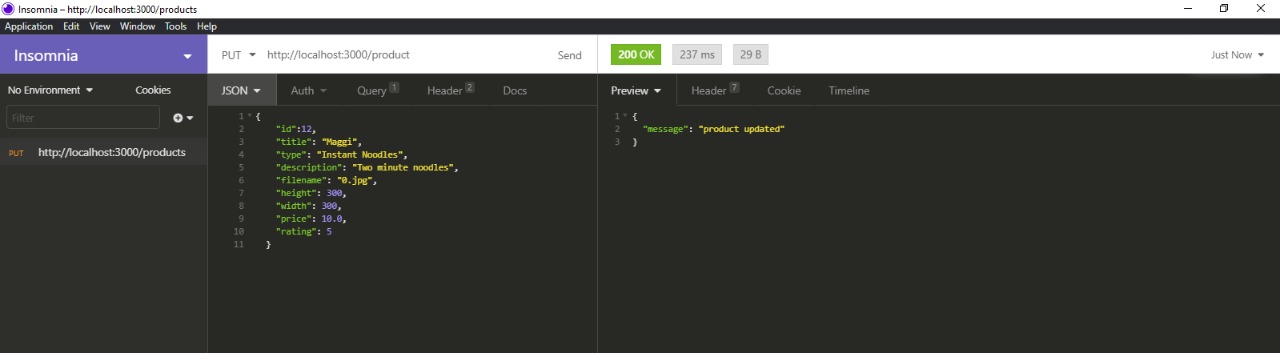 Insomnia – http://localhost:3000/products
Application Edit View Window Tools Help
Insomnia
PUT http://localhost:3000/product Send
200 OK 237 ms 29 B Just Now
No Environment Cookies
JSON Auth Query 1 Header 2 Docs
Preview Header 7 Cookie Timeline
Filter
PUT http://localhost:3000/products
1 {
2 "id":12,
3 "title": "Maggi",
4 "type": "Instant Noodles",
5 "description": "Two minute noodles",
6 "filename": "0.jpg",
7 "height": 300,
8 "width": 300,
9 "price": 10.0,
10 "rating": 5
11 }
1 {
2 "message": "product updated"
3 }